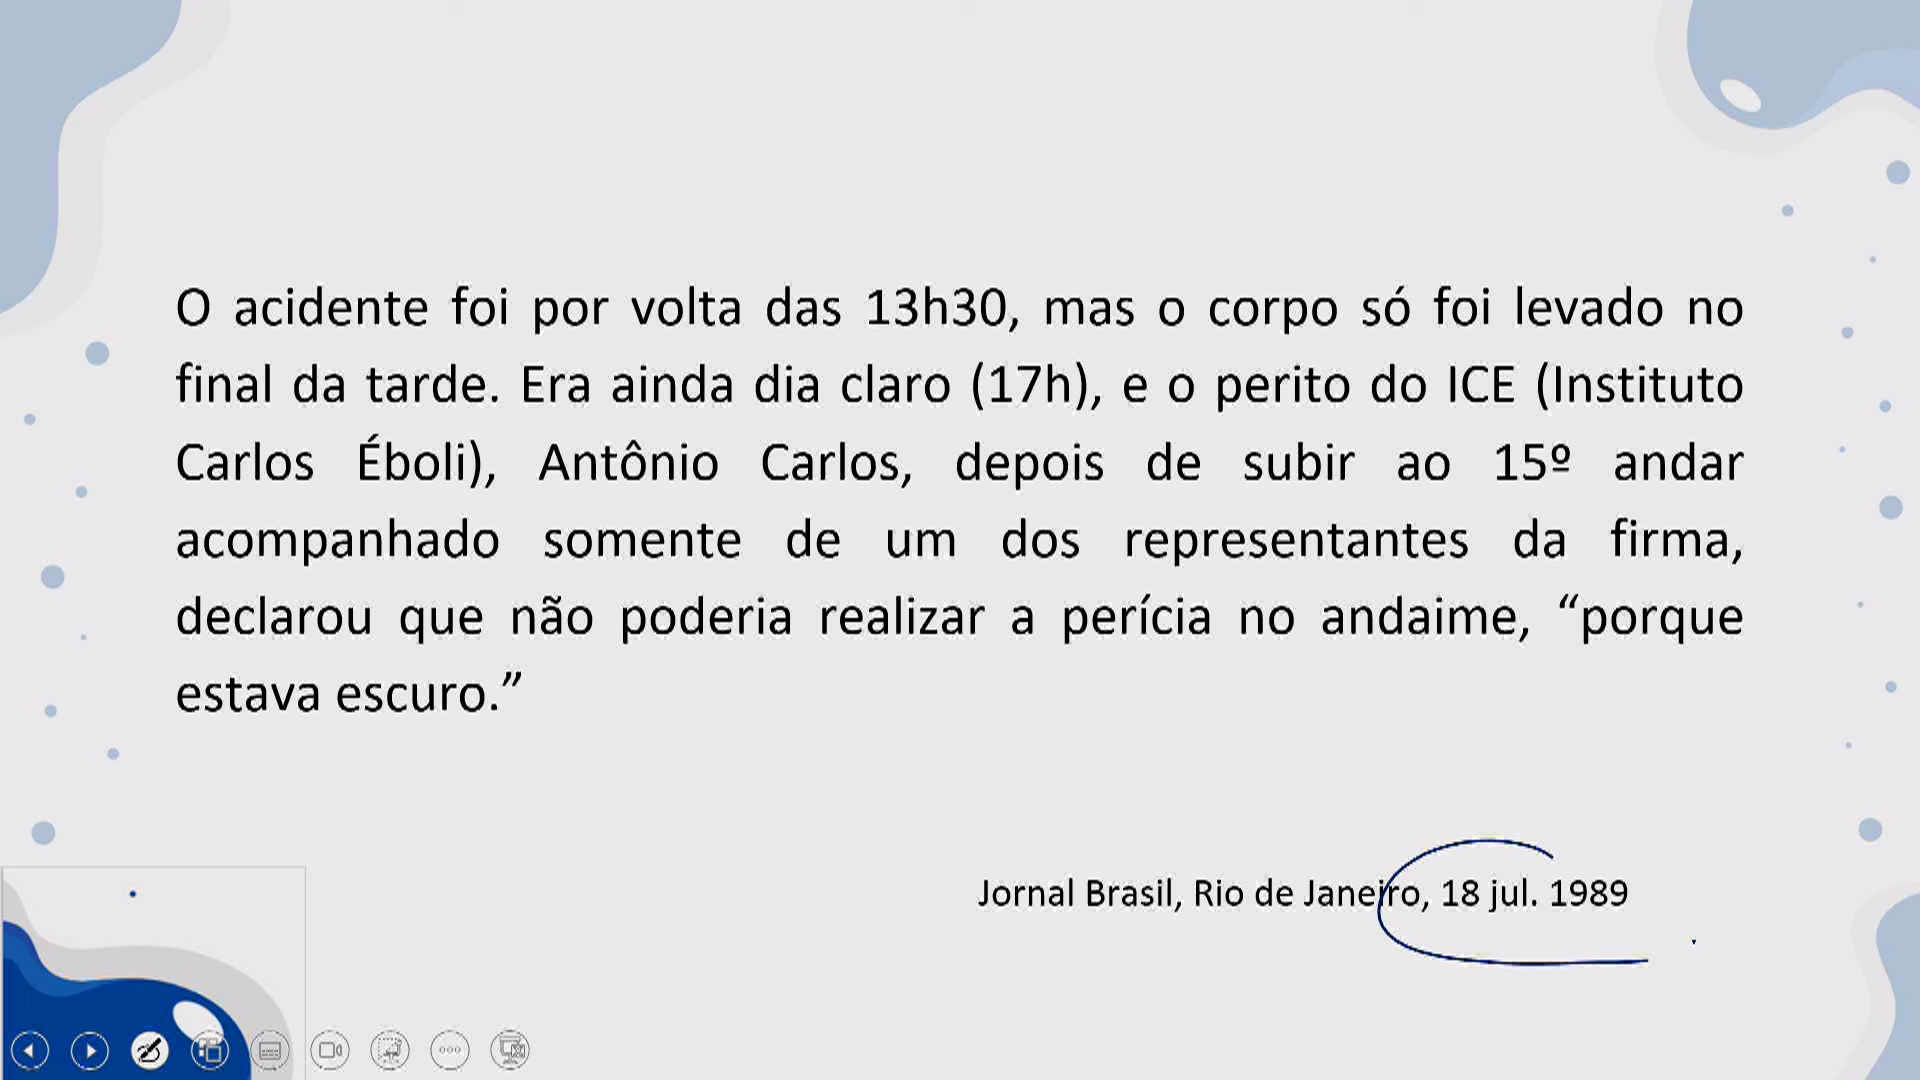 O acidente foi por volta das 13h30, mas o corpo só foi levado no
final da tarde. Era ainda dia claro (17h), e o perito do ICE (Instituto
Carlos Éboli), Antônio Carlos, depois de subir ao 15º andar
acompanhado somente de um dos representantes da firma,
declarou que não poderia realizar a perícia no andaime, “porque
estava escuro.”
Jornal Brasil, Rio de Janeiro, 18 jul. 1989